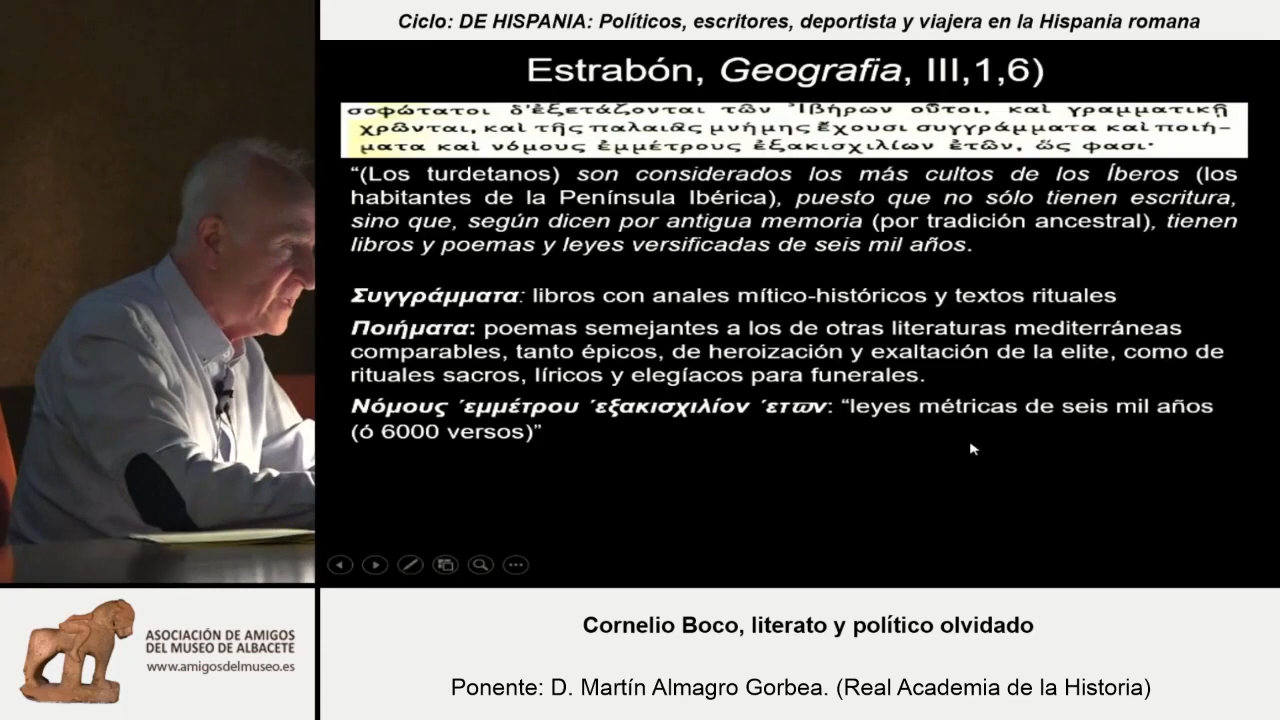 Ciclo: DE HISPANIA: Políticos, escritores, deportista y viajera en la Hispania romana
Estrabón, Geografia, III,1,6)
σοφώτατοι δ'ἐξετάζονται τῶν Ἰβήρων οὗτοι, καὶ γραμματικῇ
χρῶνται, καὶ τῆς παλαιᾶς μνήμης ἔχουσι συγγράμματα καὶ ποιή-
ματα καὶ νόμους ἐμμέτρους ἐξακισχιλίων ἐτῶν, ὥς φασι·
“(Los turdetanos) son considerados los más cultos de los Íberos (los
habitantes de la Península Ibérica), puesto que no sólo tienen escritura,
sino que, según dicen por antigua memoria (por tradición ancestral), tienen
libros y poemas y leyes versificadas de seis mil años.
Συγγράμματα: libros con anales mítico-históricos y textos rituales
Ποιήματα: poemas semejantes a los de otras literaturas mediterráneas
comparables, tanto épicos, de heroización y exaltación de la elite, como de
rituales sacros, líricos y elegíacos para funerales.
Νόμους ΄εμμέτρου ΄εξακισχιλίον ΄ετϖν: “leyes métricas de seis mil años
(ó 6000 versos)”
ASOCIACIÓN DE AMIGOS
DEL MUSEO DE ALBACETE
www.amigosdelmuseo.es
Cornelio Boco, literato y político olvidado
Ponente: D. Martín Almagro Gorbea. (Real Academia de la Historia)